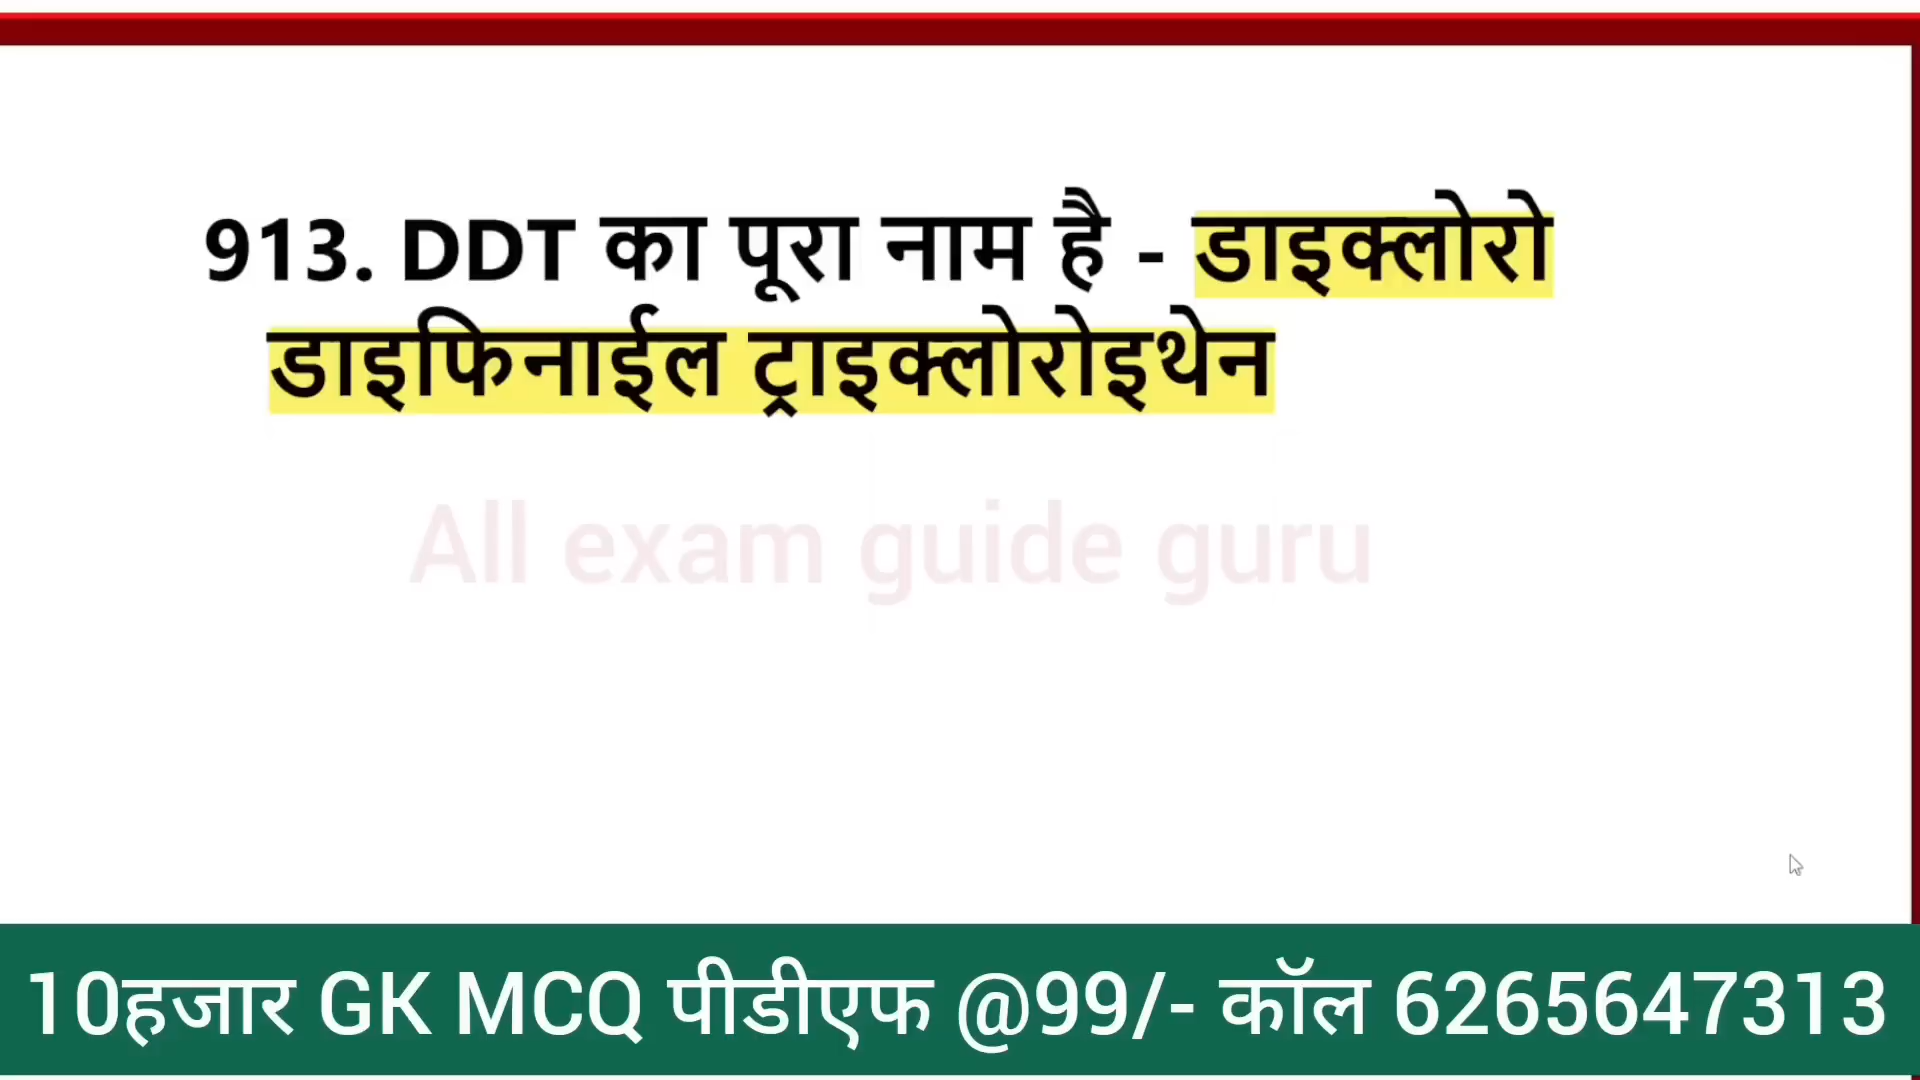 913. DDT का पूरा नाम है - डाइक्लोरो
डाइफिनाईल ट्राइक्लोरोइथेन
All exam guide guru
10हजार GK MCQ पीडीएफ @99/- कॉल 6265647313